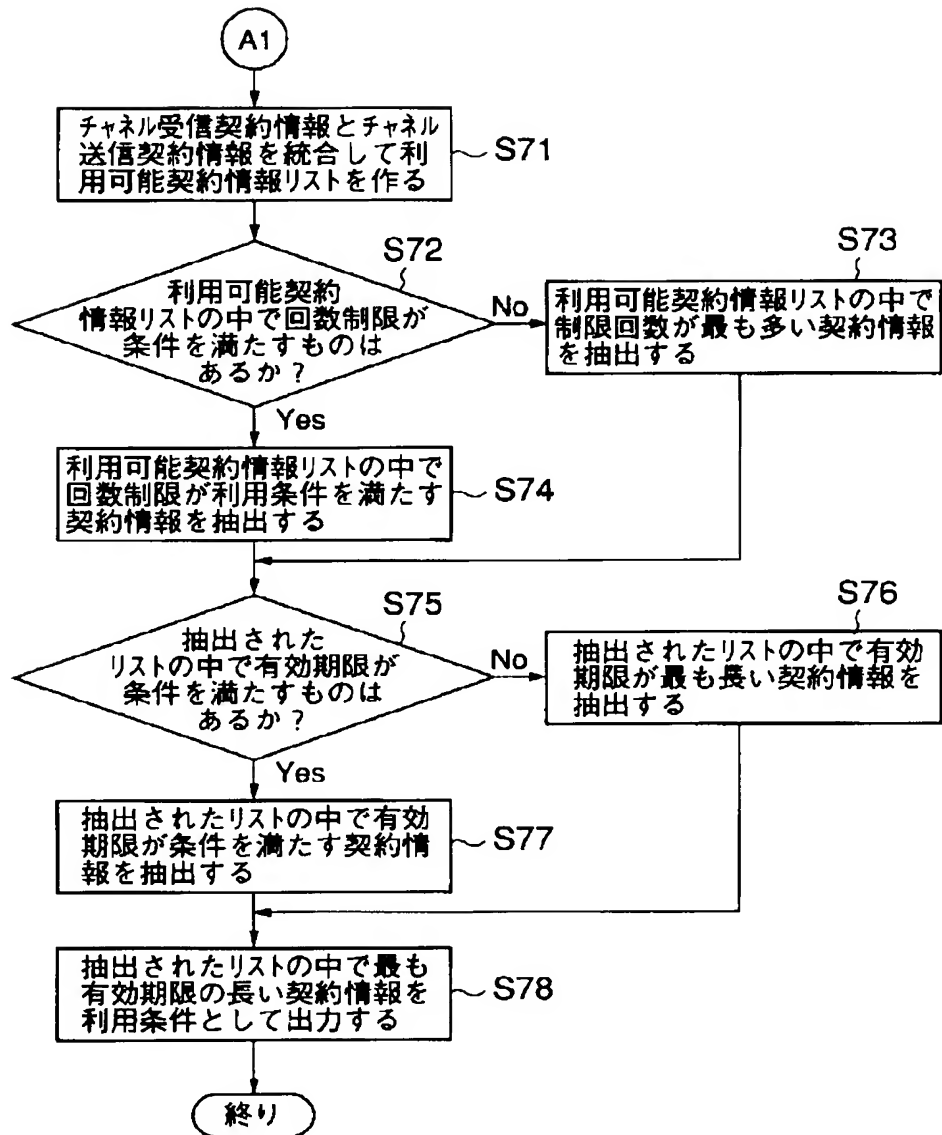 A1
チャネル受信契約情報とチャネル
送信契約情報を統合して利
用可能契約情報リストを作る
S71
S72
利用可能契約
情報リストの中で回数制限が
条件を満たすものは
あるか？
No
Yes
S73
利用可能契約情報リストの中で
制限回数が最も多い契約情報
を抽出する
利用可能契約情報リストの中で
回数制限が利用条件を満たす
契約情報を抽出する
S74
S75
抽出された
リストの中で有効期限が
条件を満たすものは
あるか？
No
Yes
S76
抽出されたリストの中で有効
期限が最も長い契約情報を
抽出する
抽出されたリストの中で有効
期限が条件を満たす契約情
報を抽出する
S77
抽出されたリストの中で最も
有効期限の長い契約情報を
利用条件として出力する
S78
終り